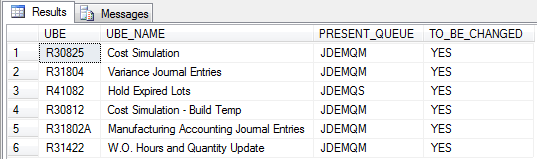 Results Messages
UBE UBE_NAME PRESENT_QUEUE TO_BE_CHANGED
1 R30825 Cost Simulation JDEMQM YES
2 R31804 Variance Journal Entries JDEMQM YES
3 R41082 Hold Expired Lots JDEMQS YES
4 R30812 Cost Simulation - Build Temp JDEMQM YES
5 R31802A Manufacturing Accounting Journal Entries JDEMQM YES
6 R31422 W.O. Hours and Quantity Update JDEMQM YES